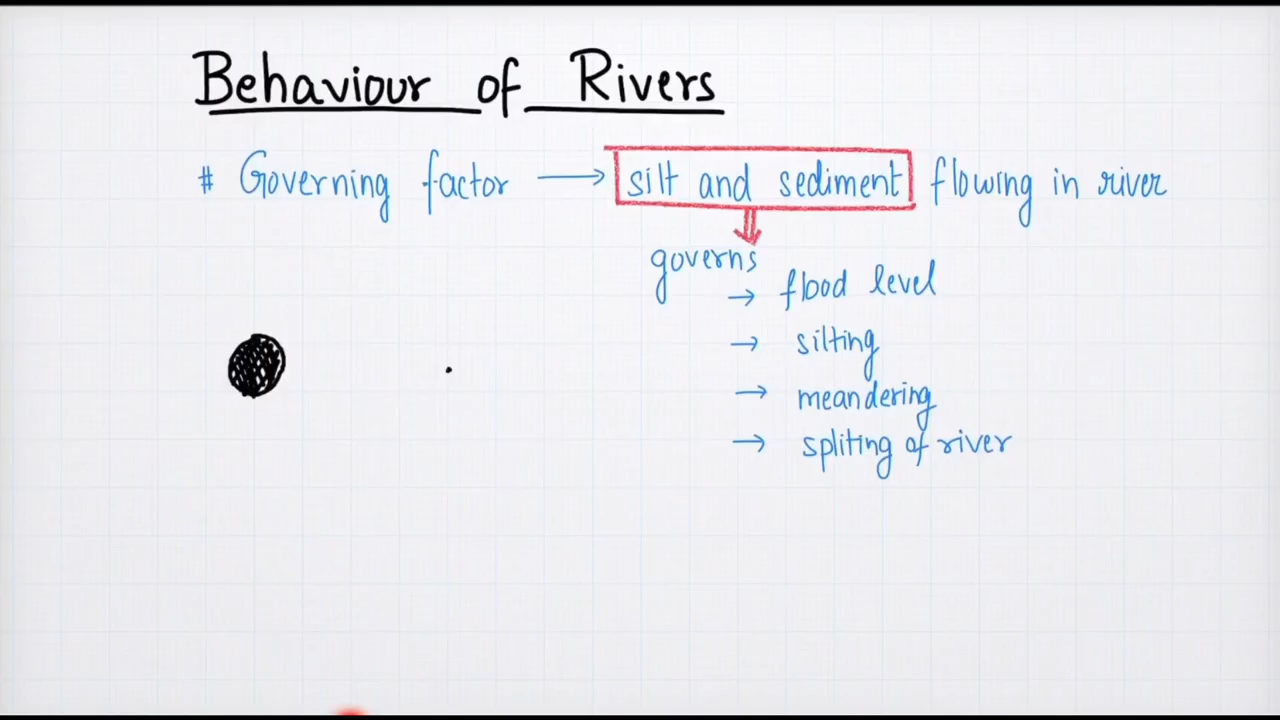 Behaviour of Rivers
# Governing factor → silt and sediment flowing in river
governs
→ flood level
→ silting
→ meandering
→ spliting of river